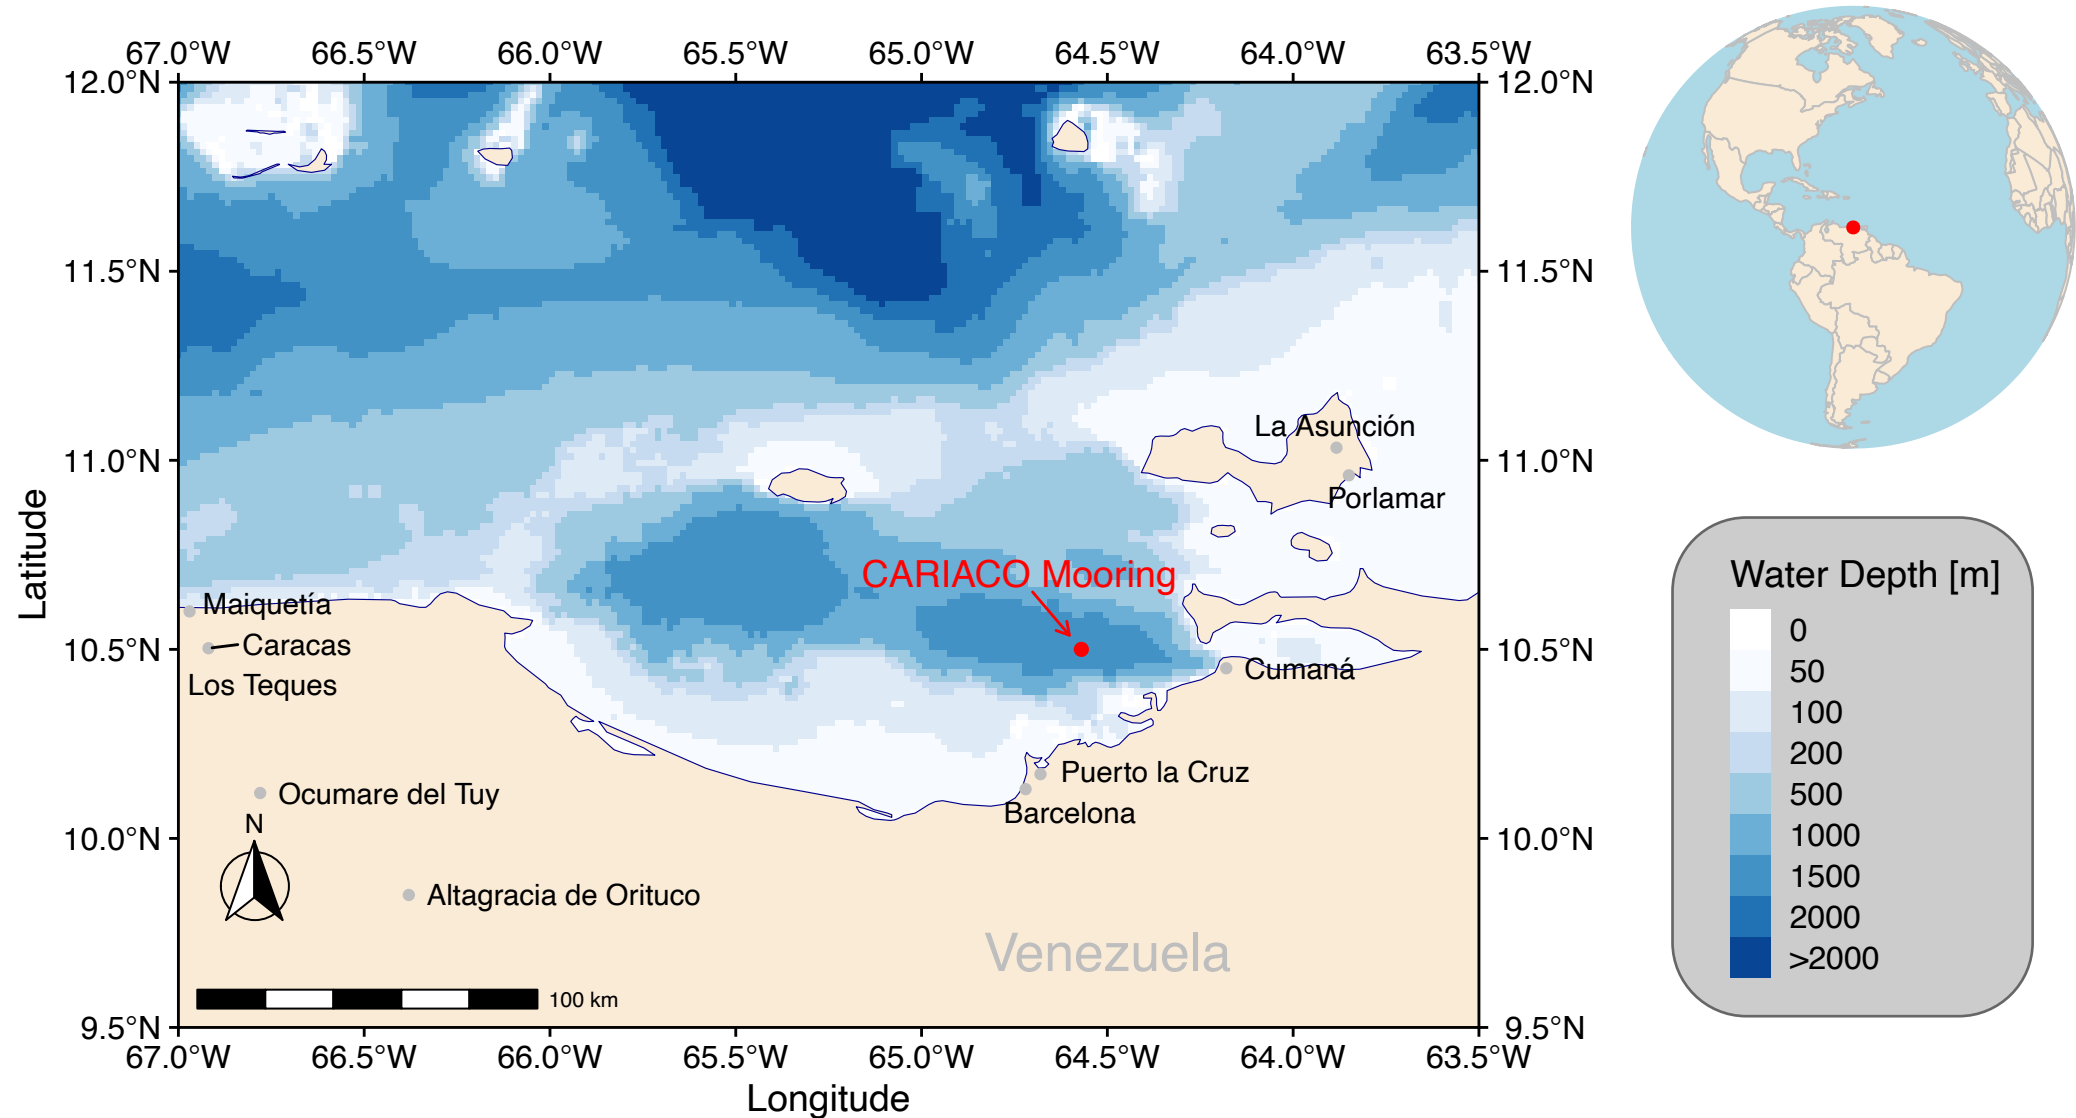 67.0°W 66.5°W 66.0°W 65.5°W 65.0°W 64.5°W 64.0°W 63.5°W
12.0°N 12.0°N
11.5°N 11.5°N
La Asunción
11.0°N 11.0°N
Porlamar
Latitude
CARIACO Mooring
Maiquetía
Caracas
10.5°N 10.5°N
Cumaná
Los Teques
Puerto la Cruz
Ocumare del Tuy
Barcelona
N
10.0°N 10.0°N
Altagracia de Orituco
Venezuela
100 km
9.5°N 9.5°N
67.0°W 66.5°W 66.0°W 65.5°W 65.0°W 64.5°W 64.0°W 63.5°W
Longitude
Water Depth [m]
0
50
100
200
500
1000
1500
2000
>2000